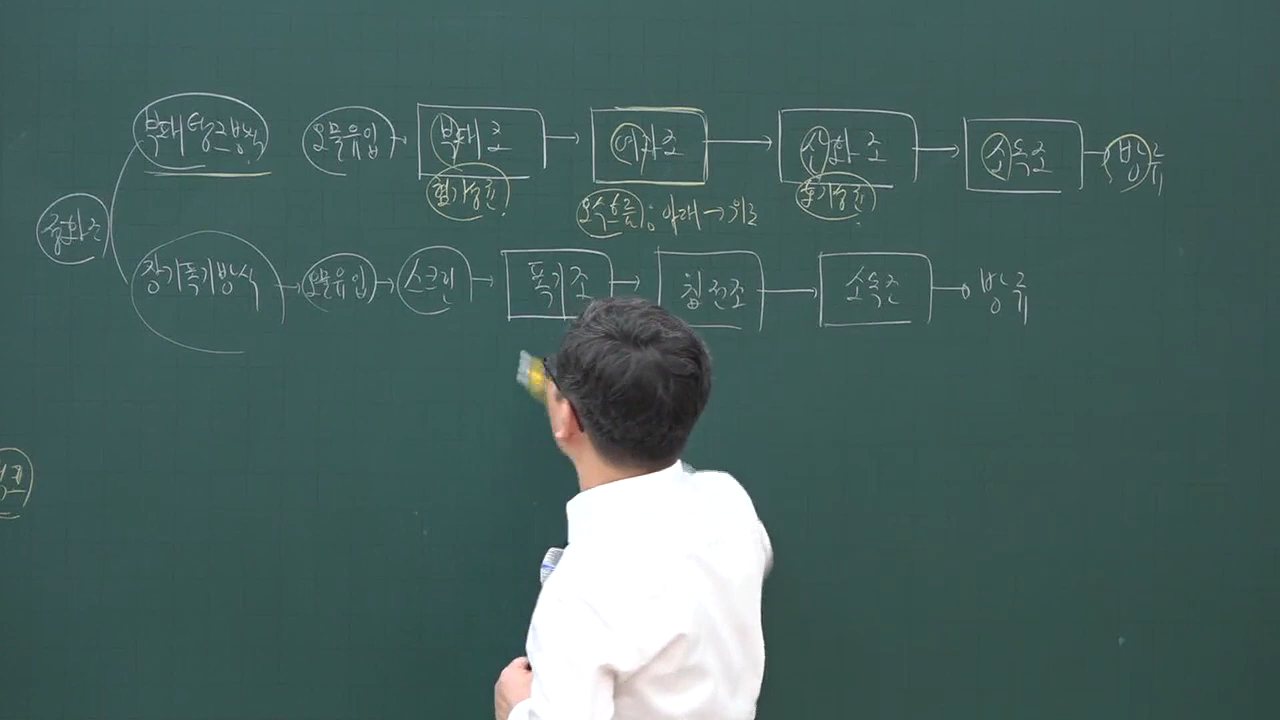 부패탱크방식 오물유입 → 부패조 → 여과조 → 산화조 → 소독조 → 방류
혐기성균 오수흐름; 아래 → 위로 호기성균
정화조
장기폭기방식 → 오물유입 → 스크린 → 폭기조 → 침전조 → 소독조 → 방류